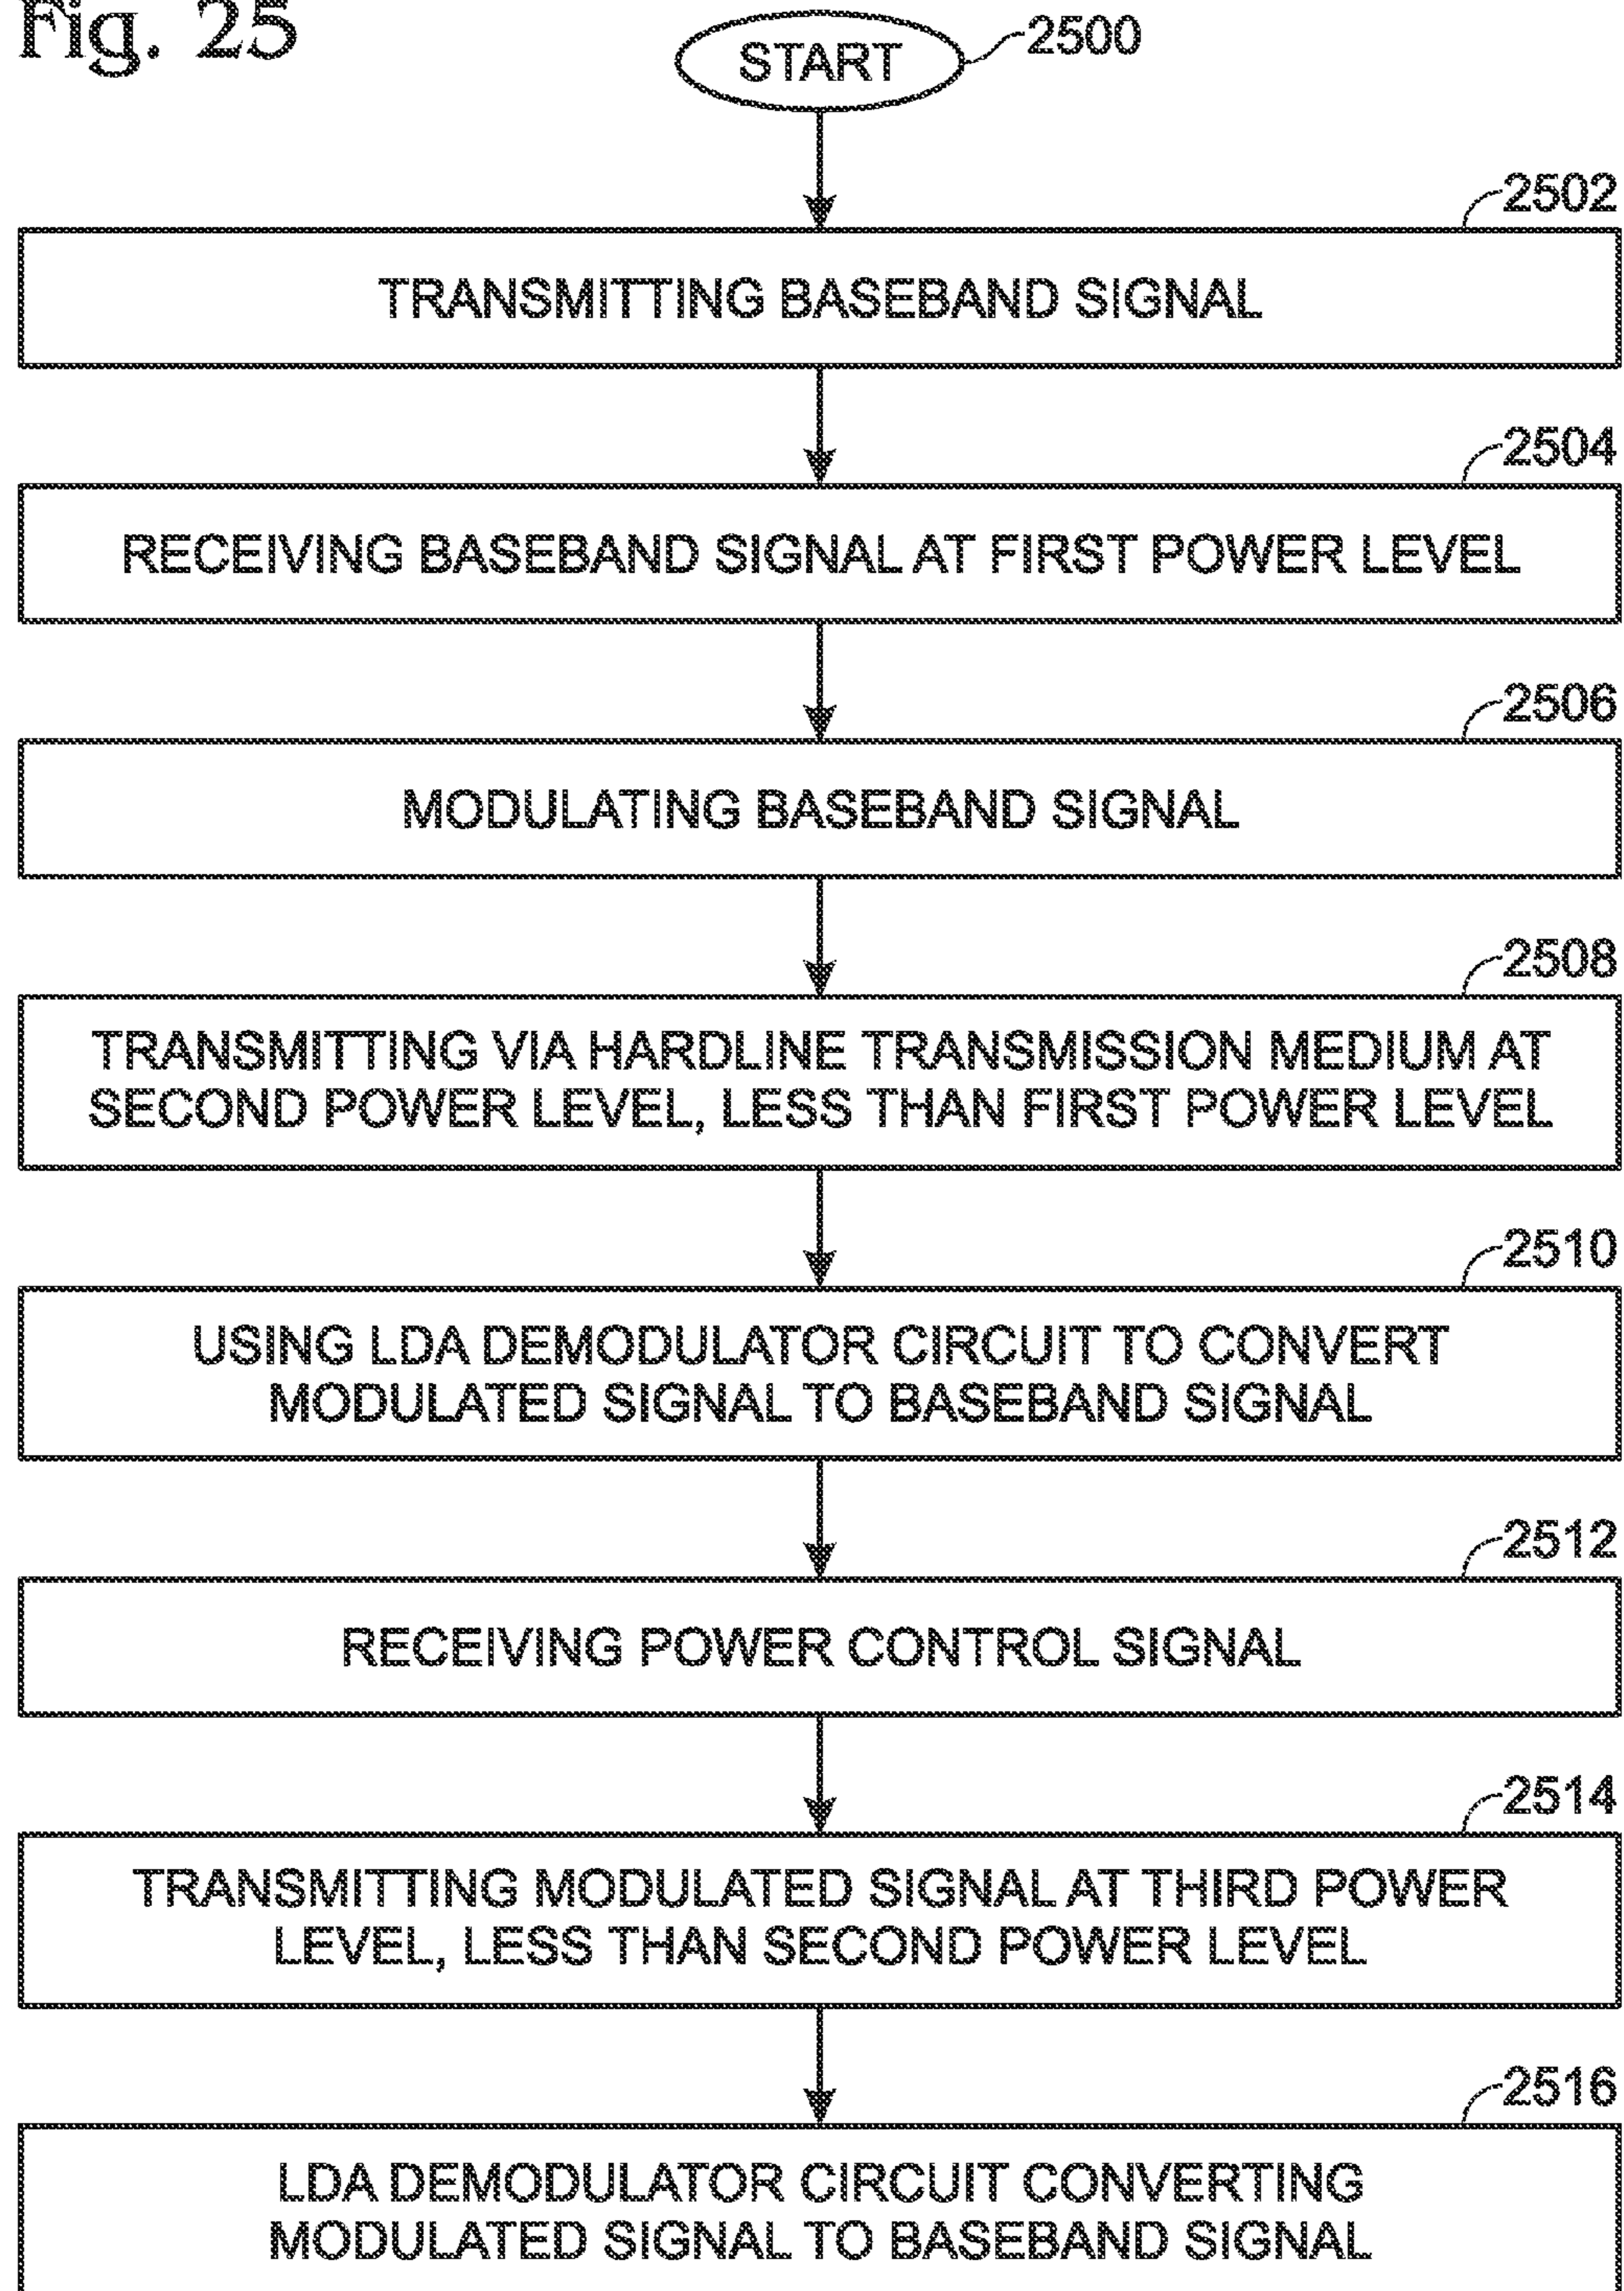 Fig. 25
START
2500
2502
TRANSMITTING BASEBAND SIGNAL
2504
RECEIVING BASEBAND SIGNAL AT FIRST POWER LEVEL
2506
MODULATING BASEBAND SIGNAL
2508
TRANSMITTING VIA HARDLINE TRANSMISSION MEDIUM AT
SECOND POWER LEVEL, LESS THAN FIRST POWER LEVEL
2510
USING LDA DEMODULATOR CIRCUIT TO CONVERT
MODULATED SIGNAL TO BASEBAND SIGNAL
2512
RECEIVING POWER CONTROL SIGNAL
2514
TRANSMITTING MODULATED SIGNAL AT THIRD POWER
LEVEL, LESS THAN SECOND POWER LEVEL
2516
LDA DEMODULATOR CIRCUIT CONVERTING
MODULATED SIGNAL TO BASEBAND SIGNAL